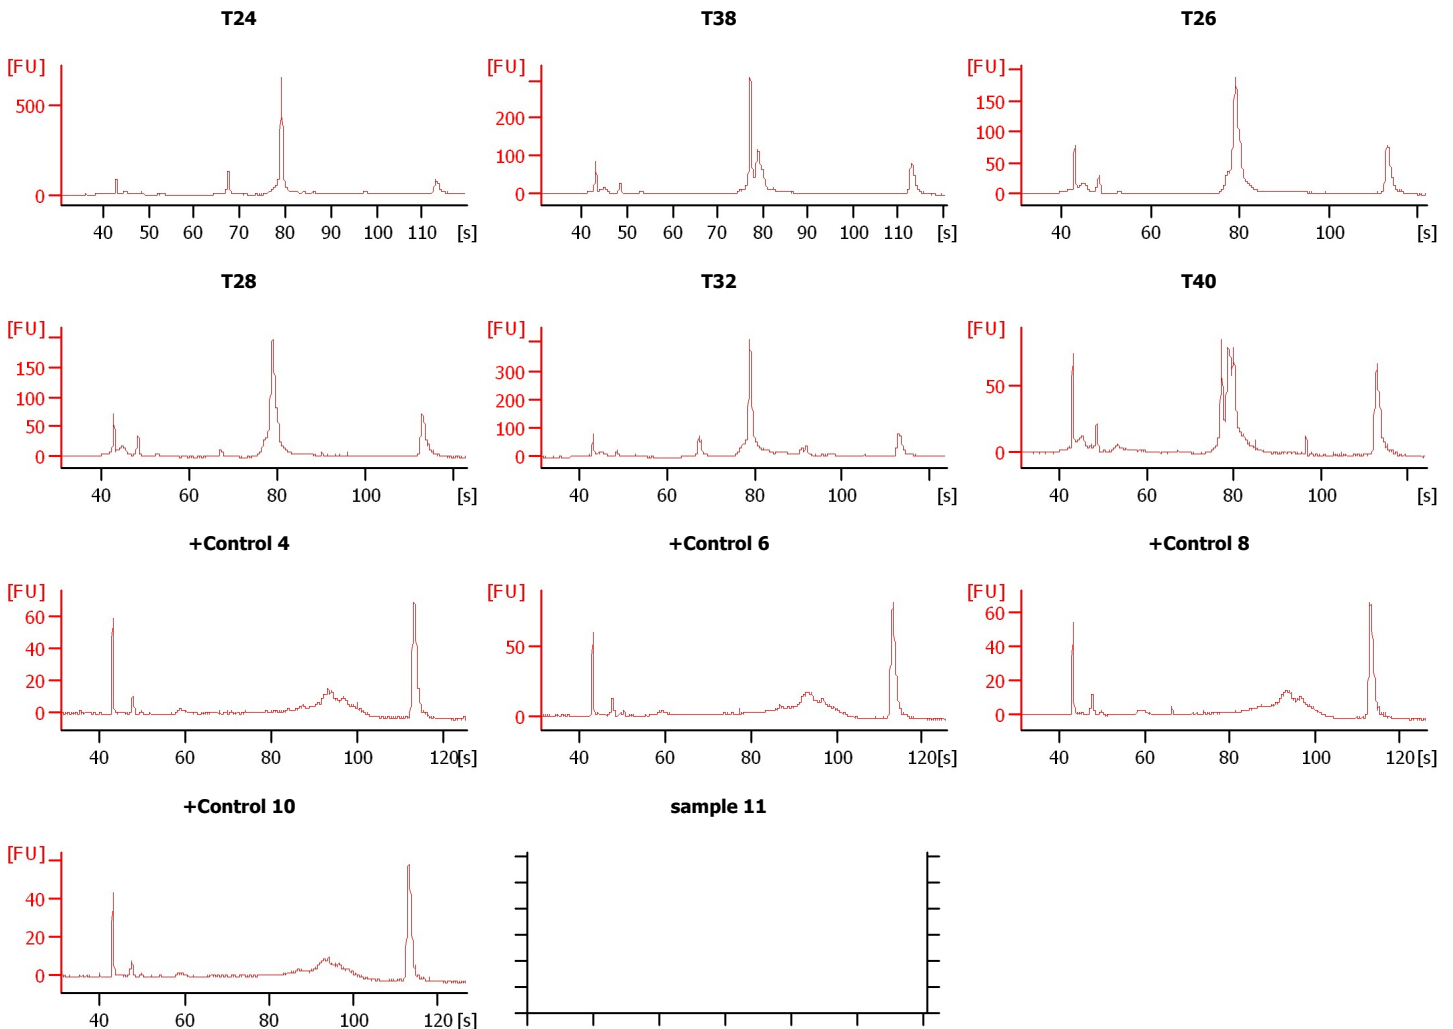 T24 T38 T26
[FU] [FU] [FU]
500 200 150
0 100 100
0 50
0
40 50 60 70 80 90 100 110 [s] 40 50 60 70 80 90 100 110 [s] 40 60 80 100 [s]
T28 T32 T40
[FU] [FU] [FU]
150 300 50
100 200 0
50 100
0 0
40 60 80 100 [s] 40 60 80 100 [s] 40 60 80 100 [s]
+Control 4 +Control 6 +Control 8
[FU] [FU] [FU]
60 50 60
40 0 40
20 20
0 0
40 60 80 100 120[s] 40 60 80 100 120 [s] 40 60 80 100 120[s]
+Control 10 sample 11
[FU]
40
20
0
40 60 80 100 120 [s]